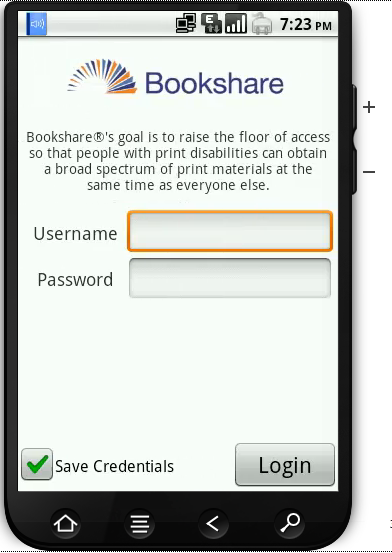 E
7:23 PM
Bookshare
Bookshare®'s goal is to raise the floor of access
so that people with print disabilities can obtain
a broad spectrum of print materials at the
same time as everyone else.
Username
Password
Save Credentials
Login
+
−